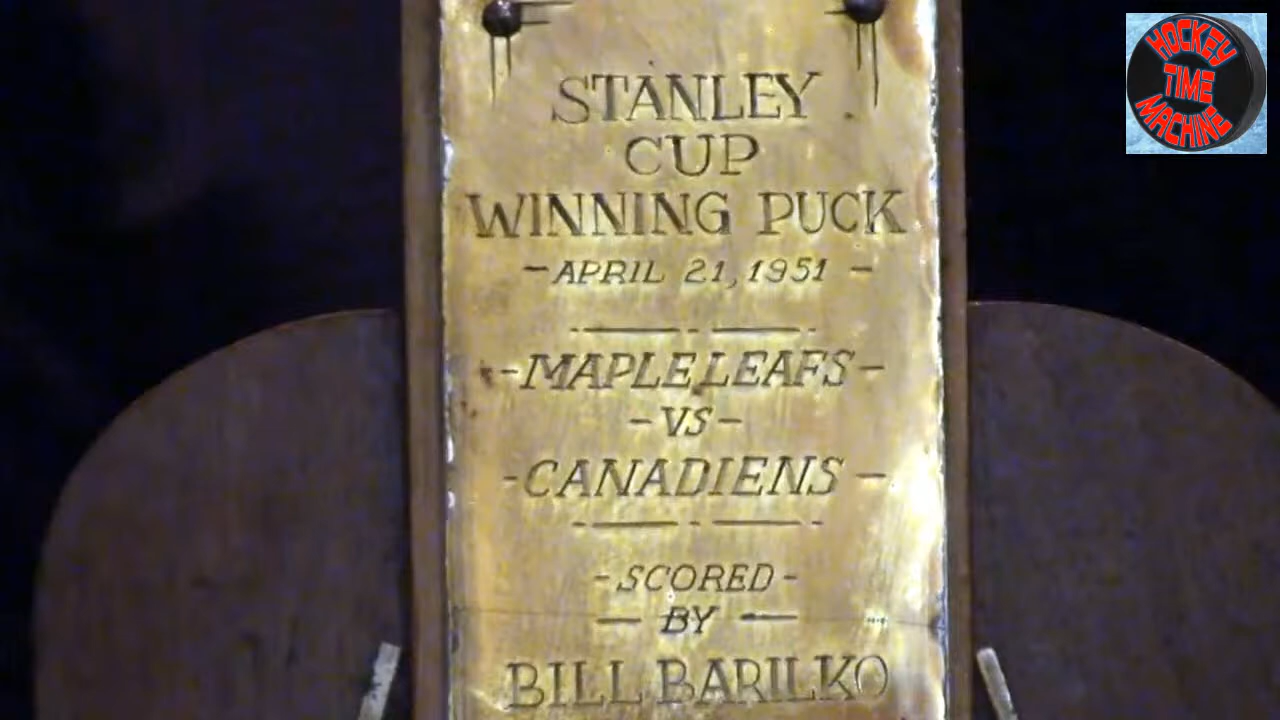 HOCKEY
TIME
MACHINE
STANLEY
CUP
WINNING PUCK
- APRIL 21, 1951 -
- MAPLE LEAFS -
- VS -
- CANADIENS -
- SCORED -
- BY -
BILL BARILKO